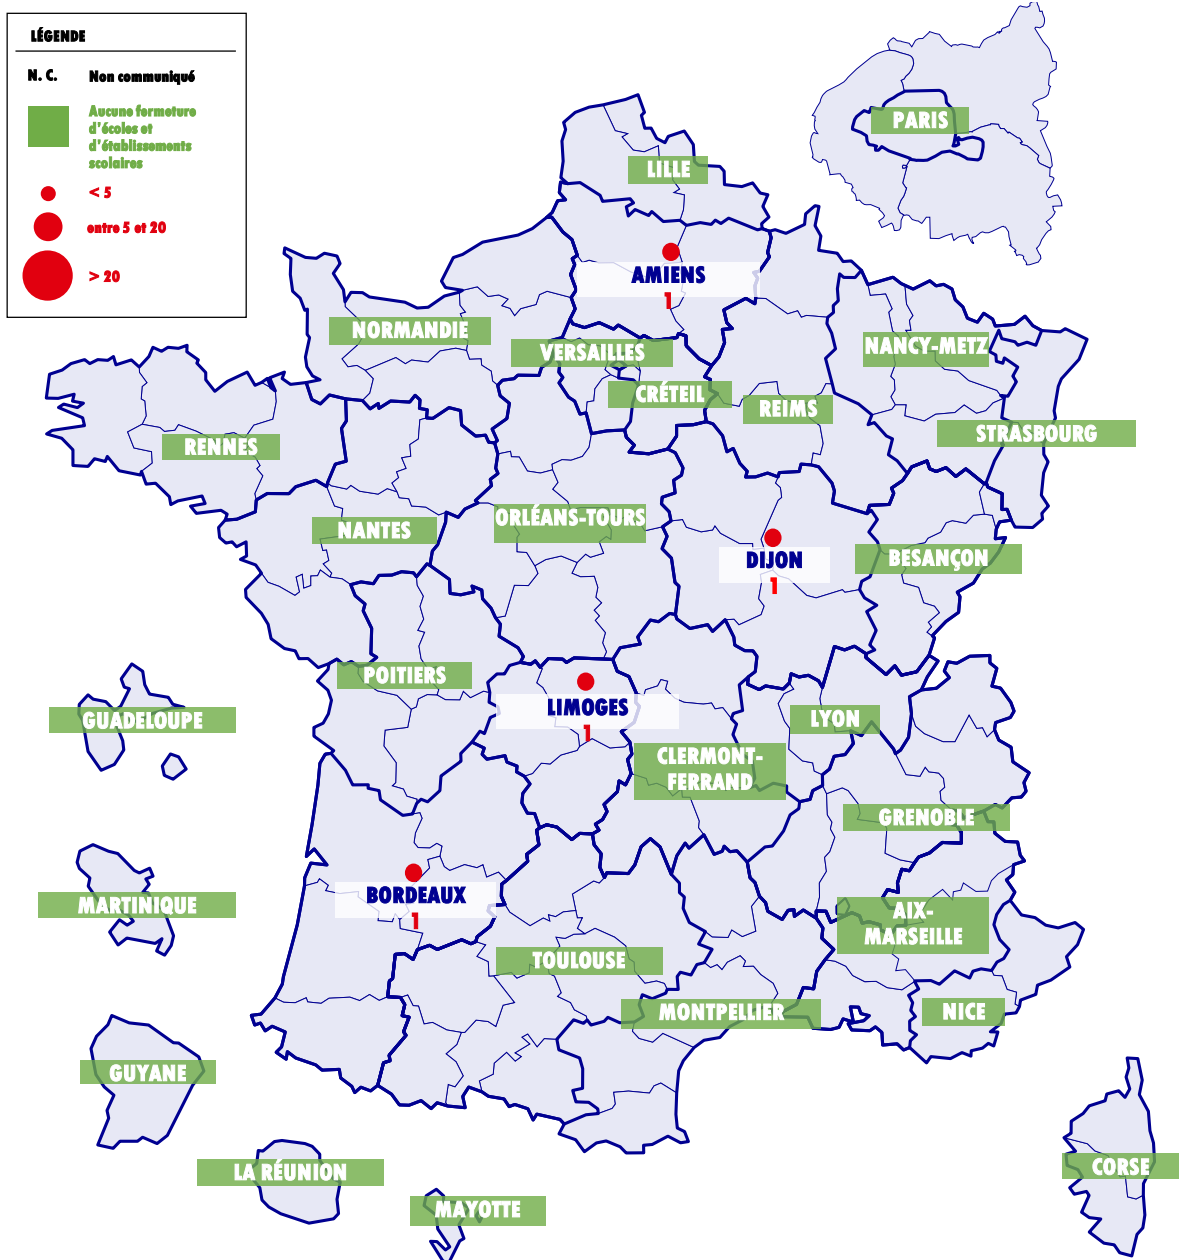 LÉGENDE
N. C. Non communiqué
Aucune fermeture
d'écoles et
d'établissements
scolaires
< 5
entre 5 et 20
> 20
PARIS
LILLE
AMIENS
1
NORMANDIE
VERSAILLES
NANCY-METZ
CRÉTEIL
REIMS
STRASBOURG
RENNES
ORLÉANS-TOURS
NANTES
DIJON
1
BESANÇON
POITIERS
LIMOGES
1
LYON
GUADELOUPE
CLERMONT-
FERRAND
GRENOBLE
BORDEAUX
1
MARTINIQUE
AIX-
MARSEILLE
TOULOUSE
MONTPELLIER
NICE
GUYANE
LA RÉUNION
MAYOTTE
CORSE